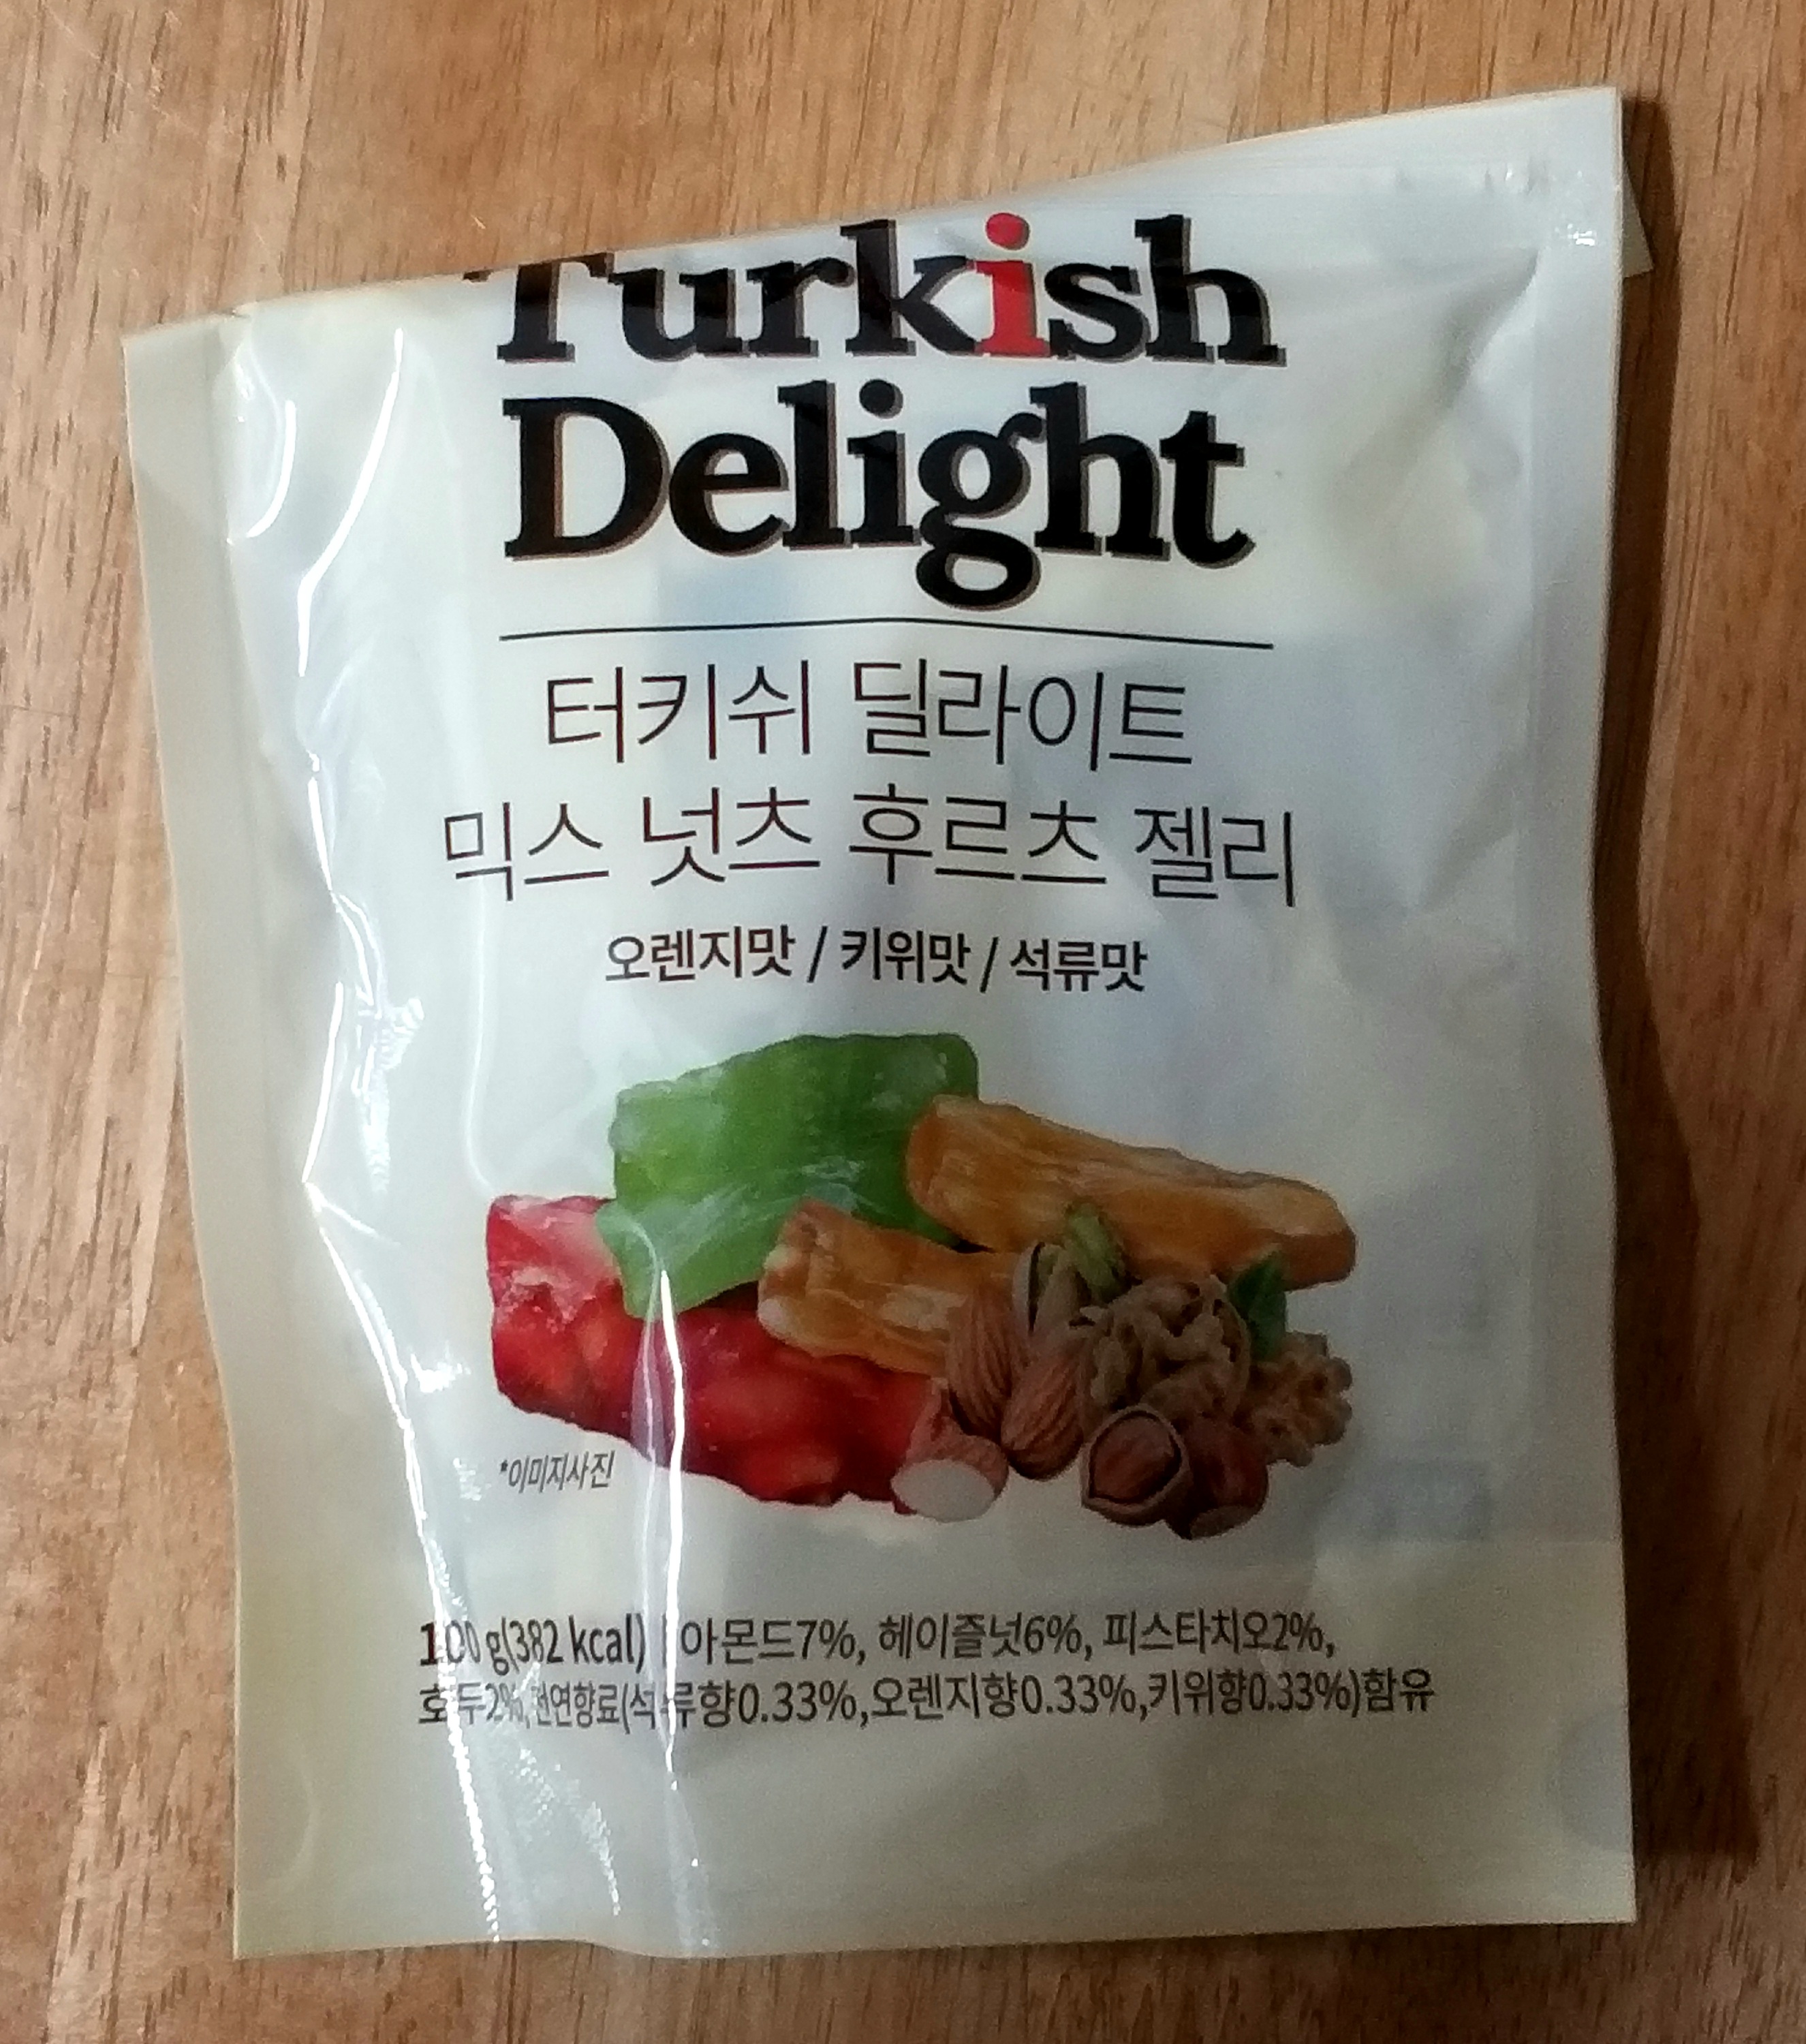 Turkish
Delight
터키쉬 딜라이트
믹스 넛츠 후르츠 젤리
오렌지맛 / 키위맛 / 석류맛
*이미지사진
100 g(382 kcal) | 아몬드7%, 헤이즐넛6%, 피스타치오2%,
호두2%,천연향료(석류향0.33%,오렌지향0.33%,키위향0.33%)함유